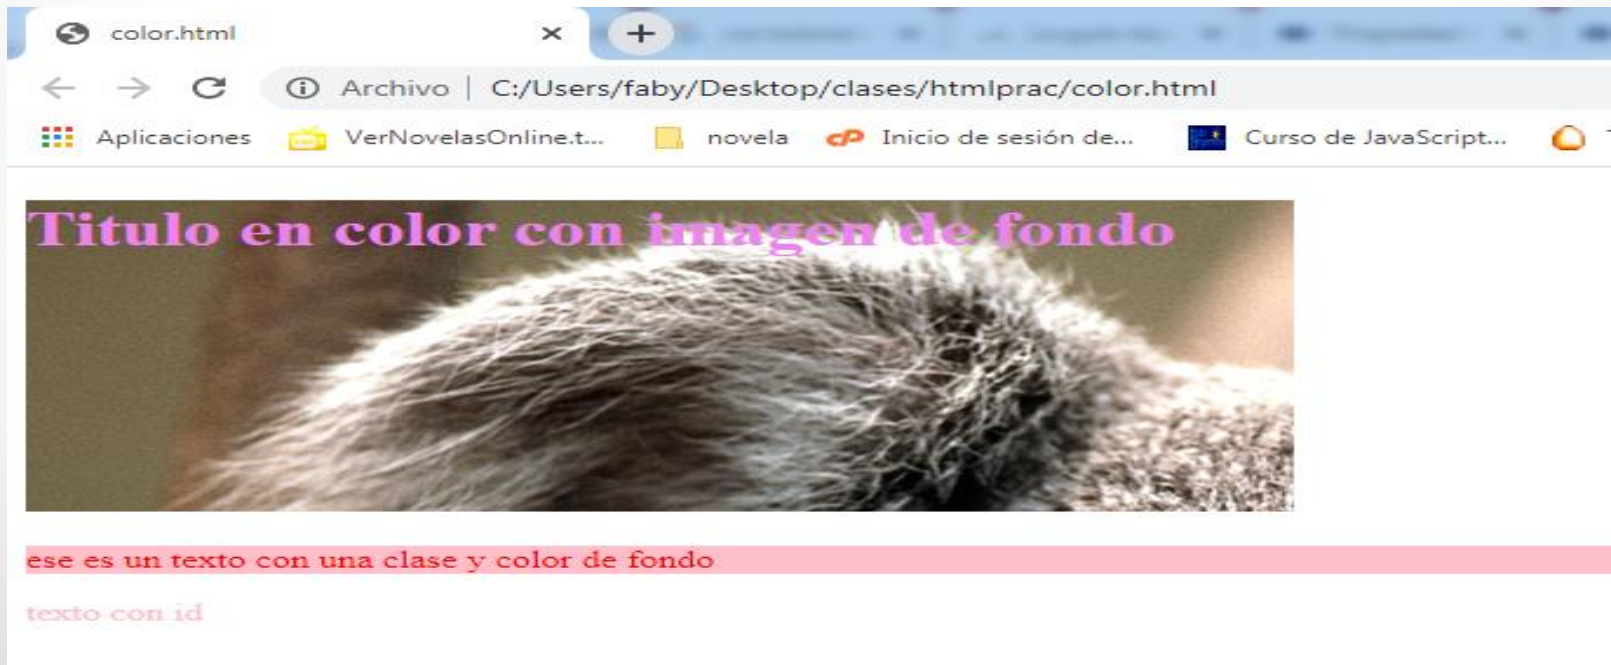 color.html
Archivo | C:/Users/faby/Desktop/clases/htmlprac/color.html
Aplicaciones VerNovelasOnline.t... novela cP Inicio de sesión de... Curso de JavaScript... T
Titulo en color con imagen de fondo
ese es un texto con una clase y color de fondo
texto con id